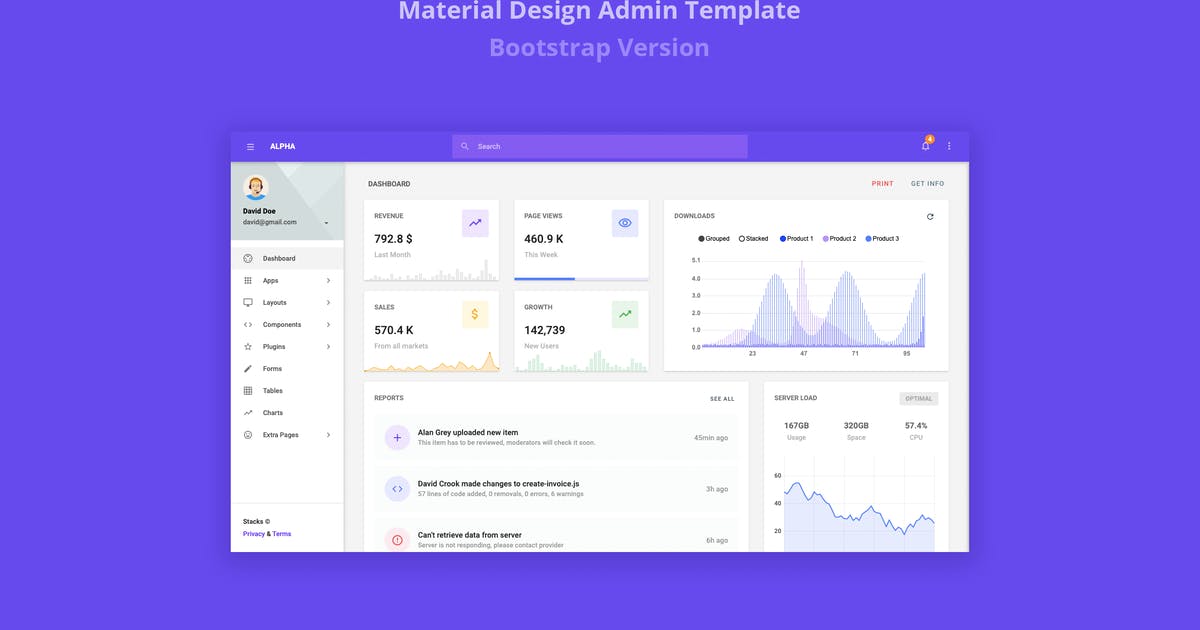 Material Design Admin Template
Bootstrap Version
ALPHA
Search
4
David Doe
david@gmail.com
Dashboard
Apps
Layouts
Components
Plugins
Forms
Tables
Charts
Extra Pages
Stacks ©
Privacy & Terms
DASHBOARD
PRINT
GET INFO
REVENUE
792.8 $
Last Month
PAGE VIEWS
460.9 K
This Week
SALES
$
570.4 K
From all markets
GROWTH
142,739
New Users
DOWNLOADS
Grouped Stacked Product 1 Product 2 Product 3
5.1
4.0
3.0
2.0
1.0
0.0
23 47 71 95
REPORTS
SEE ALL
Alan Grey uploaded new item
This item has to be reviewed, moderators will check it soon.
45min ago
David Crook made changes to create-invoice.js
57 lines of code added, 0 removals, 0 errors, 6 warnings
3h ago
Can't retrieve data from server
Server is not responding, please contact provider
6h ago
SERVER LOAD
OPTIMAL
167GB 320GB 57.4%
Usage Space CPU
60
40
20